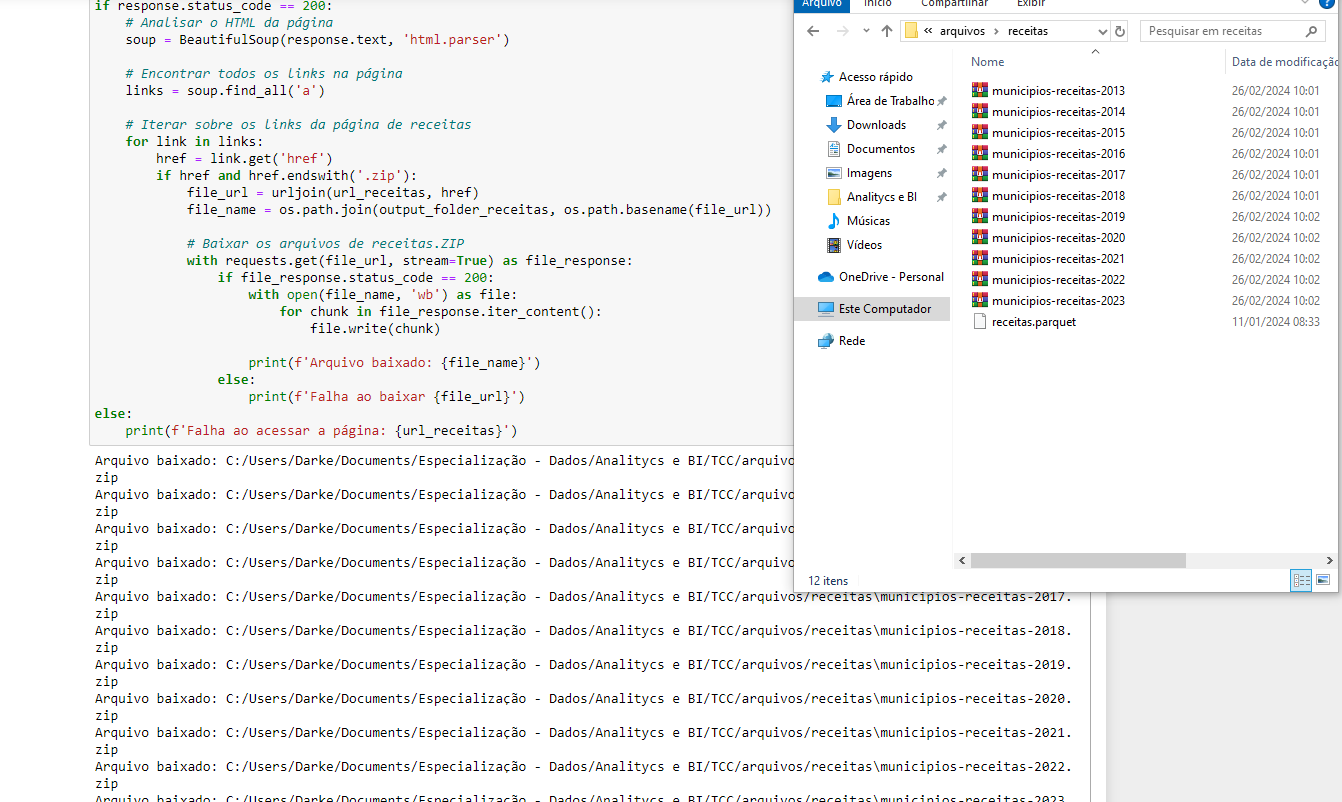 if response.status_code == 200:
# Analisar o HTML da página
soup = BeautifulSoup(response.text, 'html.parser')
# Encontrar todos os links na página
links = soup.find_all('a')
# Iterar sobre os links da página de receitas
for link in links:
href = link.get('href')
if href and href.endswith('.zip'):
file_url = urljoin(url_receitas, href)
file_name = os.path.join(output_folder_receitas, os.path.basename(file_url))
# Baixar os arquivos de receitas.ZIP
with requests.get(file_url, stream=True) as file_response:
if file_response.status_code == 200:
with open(file_name, 'wb') as file:
for chunk in file_response.iter_content():
file.write(chunk)
print(f'Arquivo baixado: {file_name}')
else:
print(f'Falha ao baixar {file_url}')
else:
print(f'Falha ao acessar a página: {url_receitas}')
Arquivo baixado: C:/Users/Darke/Documents/Especialização - Dados/Analitycs e BI/TCC/arquivo
zip
Arquivo baixado: C:/Users/Darke/Documents/Especialização - Dados/Analitycs e BI/TCC/arquivo
zip
Arquivo baixado: C:/Users/Darke/Documents/Especialização - Dados/Analitycs e BI/TCC/arquivo
zip
Arquivo baixado: C:/Users/Darke/Documents/Especialização - Dados/Analitycs e BI/TCC/arquivo
zip
Arquivo baixado: C:/Users/Darke/Documents/Especialização - Dados/Analitycs e BI/TCC/arquivos/receitas\municipios-receitas-2017.
zip
Arquivo baixado: C:/Users/Darke/Documents/Especialização - Dados/Analitycs e BI/TCC/arquivos/receitas\municipios-receitas-2018.
zip
Arquivo baixado: C:/Users/Darke/Documents/Especialização - Dados/Analitycs e BI/TCC/arquivos/receitas\municipios-receitas-2019.
zip
Arquivo baixado: C:/Users/Darke/Documents/Especialização - Dados/Analitycs e BI/TCC/arquivos/receitas\municipios-receitas-2020.
zip
Arquivo baixado: C:/Users/Darke/Documents/Especialização - Dados/Analitycs e BI/TCC/arquivos/receitas\municipios-receitas-2021.
zip
Arquivo baixado: C:/Users/Darke/Documents/Especialização - Dados/Analitycs e BI/TCC/arquivos/receitas\municipios-receitas-2022.
zip
Arquivo baixado: C:/Users/Darke/Documents/Especialização - Dados/Analitycs e BI/TCC/arquivos/receitas\municipios-receitas-2023.
Arquivo Início Compartilhar Exibir
« arquivos > receitas Pesquisar em receitas
Nome Data de modificação
Acesso rápido
Área de Trabalho
Downloads
Documentos
Imagens
Analitycs e BI
Músicas
Vídeos
OneDrive - Personal
Este Computador
Rede
municipios-receitas-2013 26/02/2024 10:01
municipios-receitas-2014 26/02/2024 10:01
municipios-receitas-2015 26/02/2024 10:01
municipios-receitas-2016 26/02/2024 10:01
municipios-receitas-2017 26/02/2024 10:01
municipios-receitas-2018 26/02/2024 10:01
municipios-receitas-2019 26/02/2024 10:02
municipios-receitas-2020 26/02/2024 10:02
municipios-receitas-2021 26/02/2024 10:02
municipios-receitas-2022 26/02/2024 10:02
municipios-receitas-2023 26/02/2024 10:02
receitas.parquet 11/01/2024 08:33
12 itens